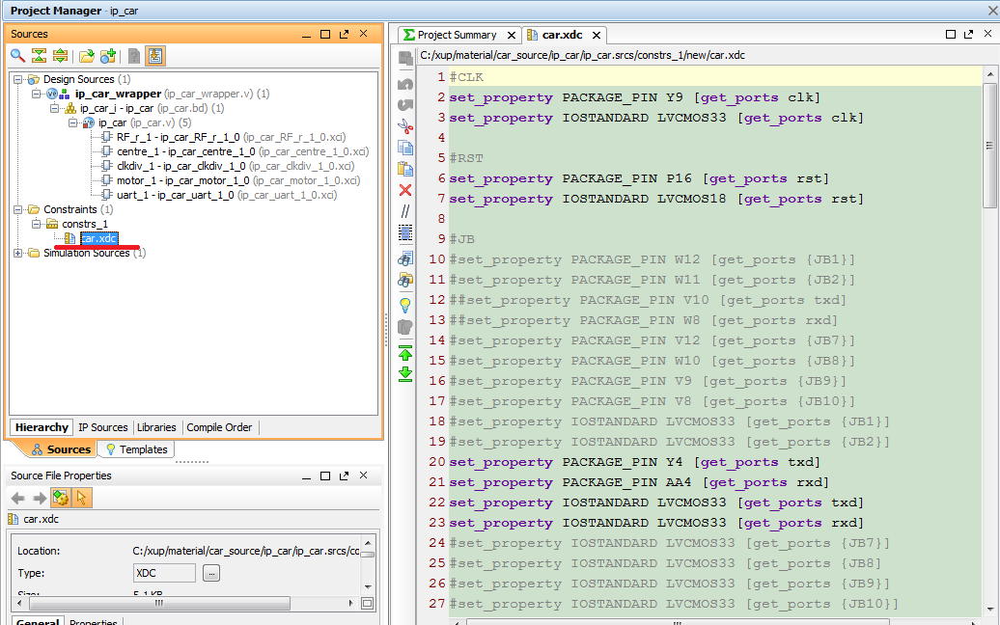 Project Manager - ip_car
Sources
Design Sources (1)
ip_car_wrapper (ip_car_wrapper.v) (1)
ip_car_i - ip_car (ip_car.bd) (1)
ip_car (ip_car.v) (5)
RF_r_1 - ip_car_RF_r_1_0 (ip_car_RF_r_1_0.xci)
centre_1 - ip_car_centre_1_0 (ip_car_centre_1_0.xci)
clkdiv_1 - ip_car_clkdiv_1_0 (ip_car_clkdiv_1_0.xci)
motor_1 - ip_car_motor_1_0 (ip_car_motor_1_0.xci)
uart_1 - ip_car_uart_1_0 (ip_car_uart_1_0.xci)
Constraints (1)
constrs_1
car.xdc
Simulation Sources (1)
Hierarchy IP Sources Libraries Compile Order
Sources Templates
Source File Properties
car.xdc
Location: C:/xup/material/car_source/ip_car/ip_car.srcs/co
Type: XDC ...
Size: 5.1 KB
General Properties
Project Summary car.xdc
C:/xup/material/car_source/ip_car/ip_car.srcs/constrs_1/new/car.xdc
1 #CLK
2 set_property PACKAGE_PIN Y9 [get_ports clk]
3 set_property IOSTANDARD LVCMOS33 [get_ports clk]
4
5 #RST
6 set_property PACKAGE_PIN P16 [get_ports rst]
7 set_property IOSTANDARD LVCMOS18 [get_ports rst]
8
9 #JB
10 #set_property PACKAGE_PIN W12 [get_ports {JB1}]
11 #set_property PACKAGE_PIN W11 [get_ports {JB2}]
12 ##set_property PACKAGE_PIN V10 [get_ports txd]
13 ##set_property PACKAGE_PIN W8 [get_ports rxd]
14 #set_property PACKAGE_PIN V12 [get_ports {JB7}]
15 #set_property PACKAGE_PIN W10 [get_ports {JB8}]
16 #set_property PACKAGE_PIN V9 [get_ports {JB9}]
17 #set_property PACKAGE_PIN V8 [get_ports {JB10}]
18 #set_property IOSTANDARD LVCMOS33 [get_ports {JB1}]
19 #set_property IOSTANDARD LVCMOS33 [get_ports {JB2}]
20 set_property PACKAGE_PIN Y4 [get_ports txd]
21 set_property PACKAGE_PIN AA4 [get_ports rxd]
22 set_property IOSTANDARD LVCMOS33 [get_ports txd]
23 set_property IOSTANDARD LVCMOS33 [get_ports rxd]
24 #set_property IOSTANDARD LVCMOS33 [get_ports {JB7}]
25 #set_property IOSTANDARD LVCMOS33 [get_ports {JB8]
26 #set_property IOSTANDARD LVCMOS33 [get_ports {JB9}]
27 #set_property IOSTANDARD LVCMOS33 [get_ports {JB10}]